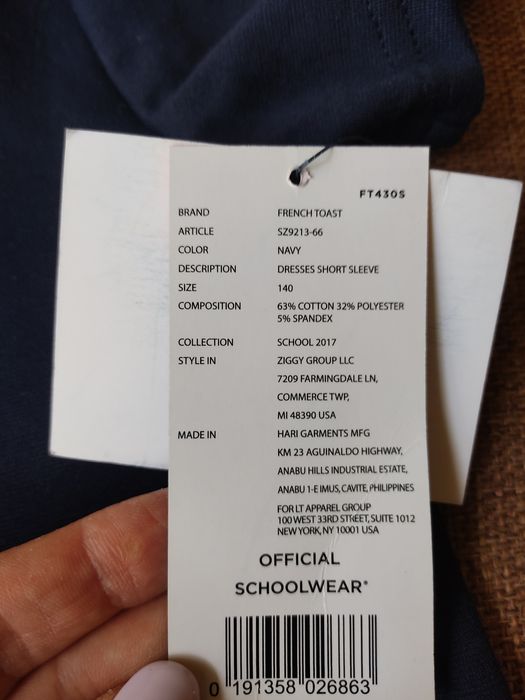 FT430S
BRAND FRENCH TOAST
ARTICLE SZ9213-66
COLOR NAVY
DESCRIPTION DRESSES SHORT SLEEVE
SIZE 140
COMPOSITION 63% COTTON 32% POLYESTER
5% SPANDEX
COLLECTION SCHOOL 2017
STYLE IN ZIGGY GROUP LLC
7209 FARMINGDALE LN,
COMMERCE TWP,
MI 48390 USA
MADE IN HARI GARMENTS MFG
KM 23 AGUINALDO HIGHWAY,
ANABU HILLS INDUSTRIAL ESTATE,
ANABU 1-E IMUS, CAVITE, PHILIPPINES
FOR LT APPAREL GROUP
100 WEST 33RD STREET, SUITE 1012
NEW YORK, NY 10001 USA
OFFICIAL
SCHOOLWEAR®
0 191358 026863